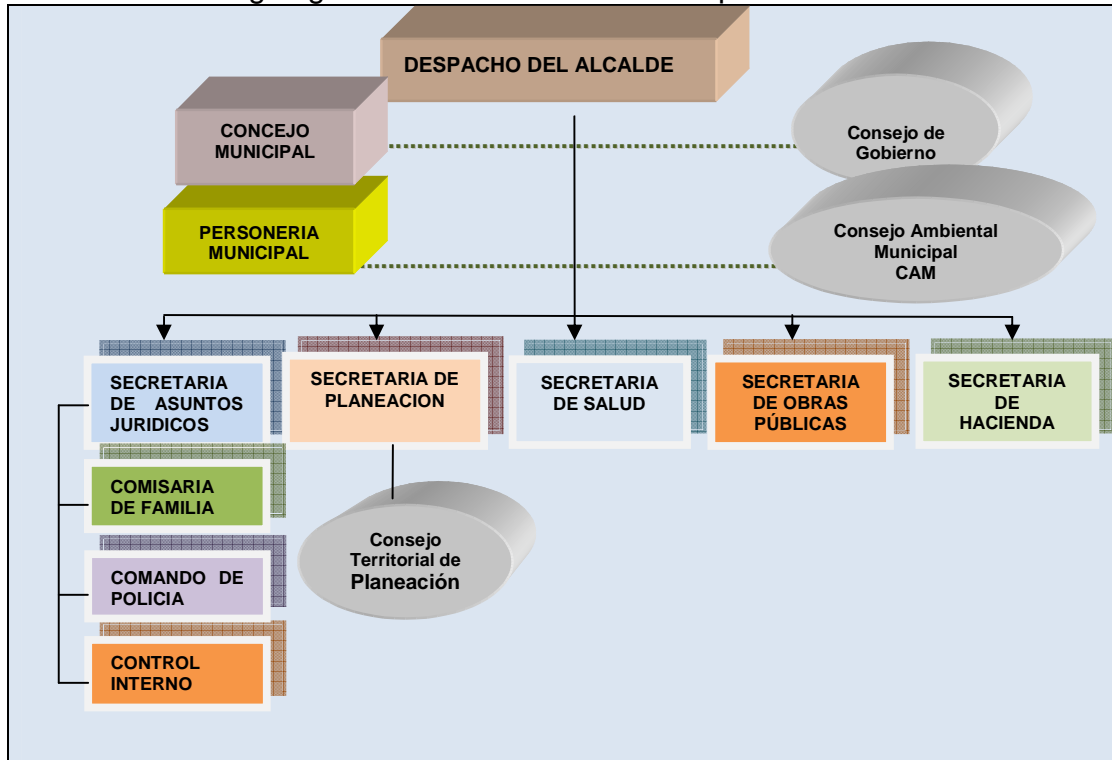 DESPACHO DEL ALCALDE
CONCEJO
MUNICIPAL
Consejo de
Gobierno
PERSONERIA
MUNICIPAL
Consejo Ambiental
Municipal
CAM
SECRETARIA
DE ASUNTOS
JURIDICOS
SECRETARIA DE
PLANEACION
SECRETARIA
DE SALUD
SECRETARIA
DE OBRAS
PÚBLICAS
SECRETARIA
DE
HACIENDA
COMISARIA
DE FAMILIA
Consejo
Territorial de
Planeación
COMANDO DE
POLICIA
CONTROL
INTERNO